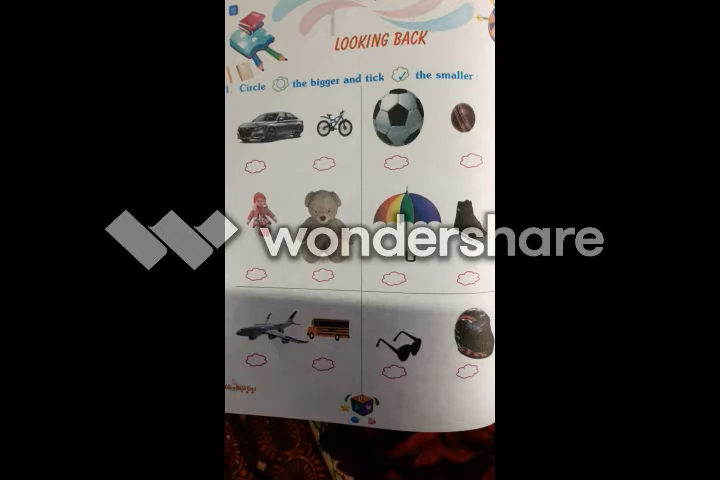 LOOKING BACK
1. Circle the bigger and tick the smaller :
wondershare